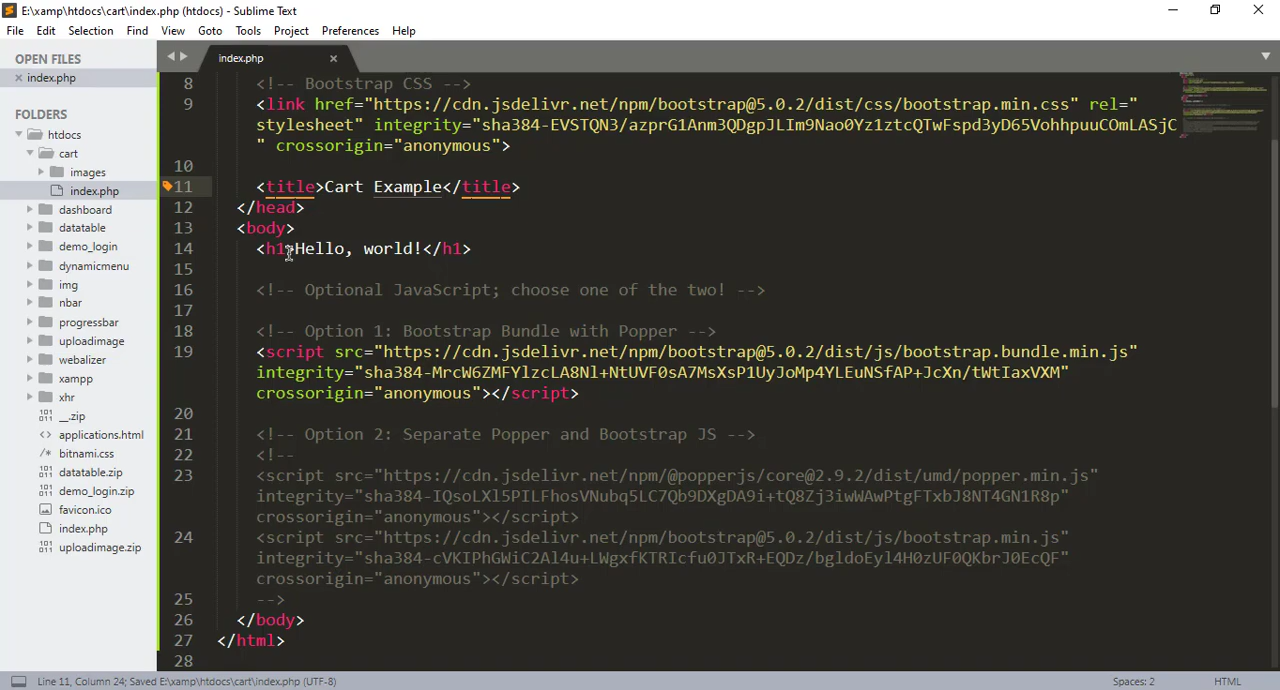 E:\xamp\htdocs\cart\index.php (htdocs) - Sublime Text
File Edit Selection Find View Goto Tools Project Preferences Help
OPEN FILES
index.php
FOLDERS
htdocs
cart
images
index.php
dashboard
datatable
demo_login
dynamicmenu
img
nbar
progressbar
uploadimage
webalizer
xampp
xhr
__.zip
applications.html
bitnami.css
datatable.zip
demo_login.zip
favicon.ico
index.php
uploadimage.zip
index.php
8 <!-- Bootstrap CSS -->
9 <link href="https://cdn.jsdelivr.net/npm/bootstrap@5.0.2/dist/css/bootstrap.min.css" rel="
stylesheet" integrity="sha384-EVSTQN3/azprG1Anm3QDgpJLIm9Nao0Yz1ztcQTwFspd3yD65VohhpuuCOmLASjC
" crossorigin="anonymous">
10
11 <title>Cart Example</title>
12 </head>
13 <body>
14 <h1>Hello, world!</h1>
15
16 <!-- Optional JavaScript; choose one of the two! -->
17
18 <!-- Option 1: Bootstrap Bundle with Popper -->
19 <script src="https://cdn.jsdelivr.net/npm/bootstrap@5.0.2/dist/js/bootstrap.bundle.min.js"
integrity="sha384-MrcW6ZMFYlzcLA8Nl+NtUVF0sA7MsXsP1UyJoMp4YLEuNSfAP+JcXn/tWtIaxVXM"
crossorigin="anonymous"></script>
20
21 <!-- Option 2: Separate Popper and Bootstrap JS -->
22 <!--
23 <script src="https://cdn.jsdelivr.net/npm/@popperjs/core@2.9.2/dist/umd/popper.min.js"
integrity="sha384-IQsoLXl5PILFhosVNubq5LC7Qb9DXgDA9i+tQ8Zj3iwWAwPtgFTxbJ8NT4GN1R8p"
crossorigin="anonymous"></script>
24 <script src="https://cdn.jsdelivr.net/npm/bootstrap@5.0.2/dist/js/bootstrap.min.js"
integrity="sha384-cVKIPhGWiC2Al4u+LWgxfKTRIcfu0JTxR+EQDz/bgldoEyl4H0zUF0QKbrJ0EcQF"
crossorigin="anonymous"></script>
25 -->
26 </body>
27 </html>
28
Line 11, Column 24; Saved E:\xamp\htdocs\cart\index.php (UTF-8) Spaces: 2 HTML